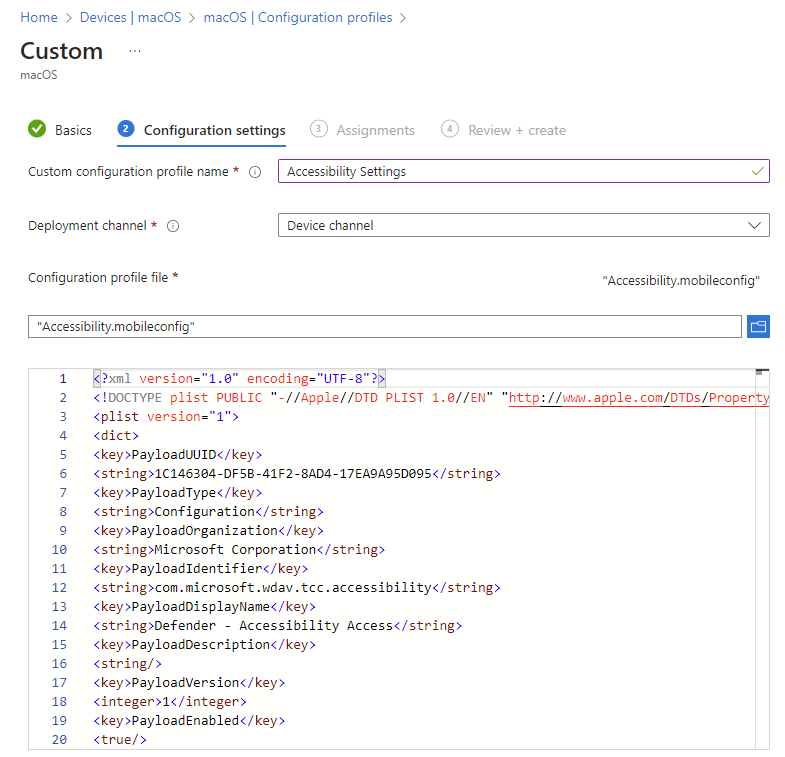 Home > Devices | macOS > macOS | Configuration profiles >
Custom ...
macOS
Basics 2 Configuration settings 3 Assignments 4 Review + create
Custom configuration profile name * Accessibility Settings
Deployment channel * Device channel
Configuration profile file * "Accessibility.mobileconfig"
"Accessibility.mobileconfig"
1 <?xml version="1.0" encoding="UTF-8"?>
2 <!DOCTYPE plist PUBLIC "-//Apple//DTD PLIST 1.0//EN" "http://www.apple.com/DTDs/Property
3 <plist version="1">
4 <dict>
5 <key>PayloadUUID</key>
6 <string>1C146304-DF5B-41F2-8AD4-17EA9A95D095</string>
7 <key>PayloadType</key>
8 <string>Configuration</string>
9 <key>PayloadOrganization</key>
10 <string>Microsoft Corporation</string>
11 <key>PayloadIdentifier</key>
12 <string>com.microsoft.wdav.tcc.accessibility</string>
13 <key>PayloadDisplayName</key>
14 <string>Defender - Accessibility Access</string>
15 <key>PayloadDescription</key>
16 <string/>
17 <key>PayloadVersion</key>
18 <integer>1</integer>
19 <key>PayloadEnabled</key>
20 <true/>